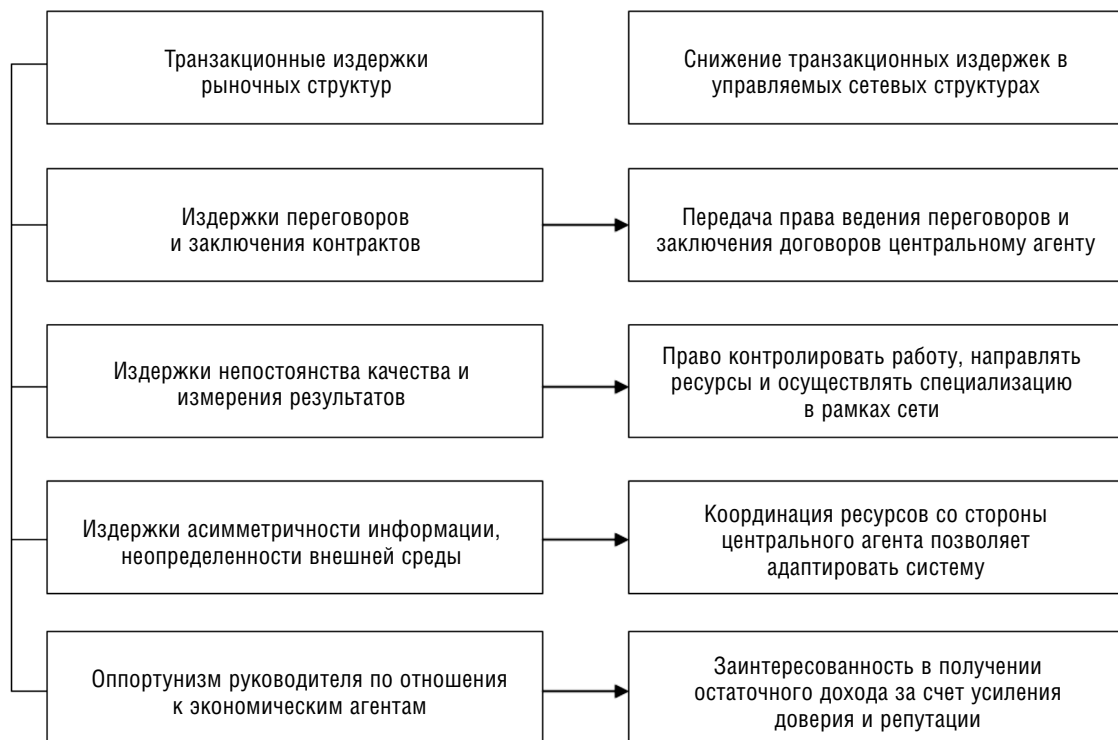 Транзакционные издержки
рыночных структур
Снижение транзакционных издержек в
управляемых сетевых структурах
Издержки переговоров
и заключения контрактов
Передача права ведения переговоров и
заключения договоров центральному агенту
Издержки непостоянства качества и
измерения результатов
Право контролировать работу, направлять
ресурсы и осуществлять специализацию
в рамках сети
Издержки асимметричности информации,
неопределенности внешней среды
Координация ресурсов со стороны
центрального агента позволяет
адаптировать систему
Оппортунизм руководителя по отношения
к экономическим агентам
Заинтересованность в получении
остаточного дохода за счет усиления
доверия и репутации